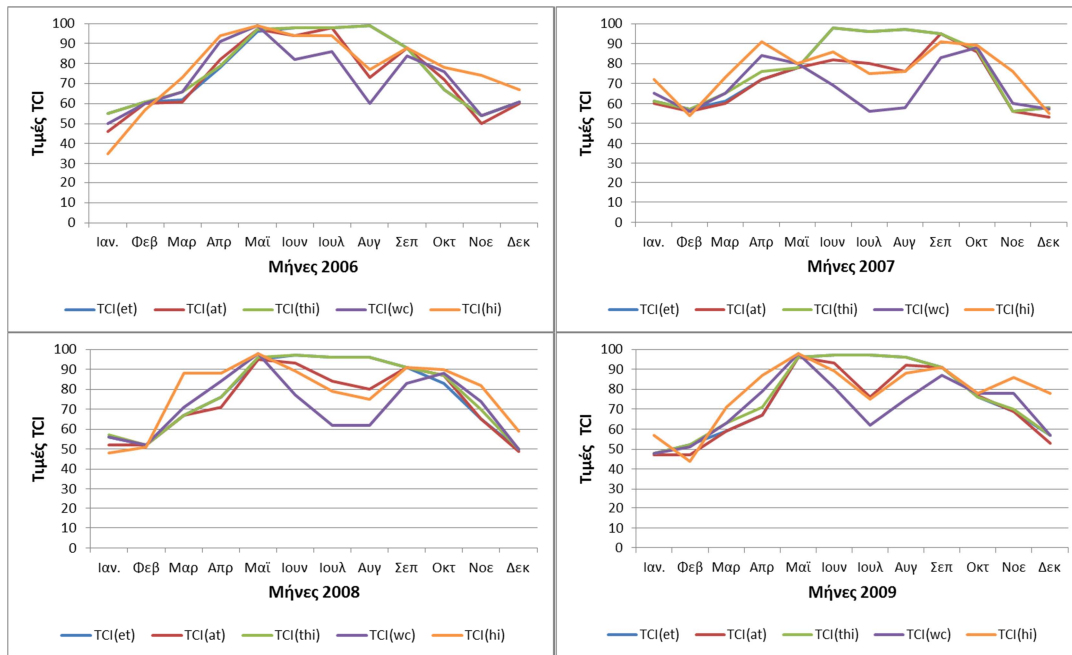 Τιμές TCI
100
90
80
70
60
50
40
30
20
10
0
Ιαν. Φεβ Μαρ Απρ Μαϊ Ιουν Ιουλ Αυγ Σεπ Οκτ Νοε Δεκ
Μήνες 2006
TCI(et) TCI(at) TCI(thi) TCI(wc) TCI(hi)
Τιμές TCI
100
90
80
70
60
50
40
30
20
10
0
Ιαν. Φεβ Μαρ Απρ Μαϊ Ιουν Ιουλ Αυγ Σεπ Οκτ Νοε Δεκ
Μήνες 2007
TCI(et) TCI(at) TCI(thi) TCI(wc) TCI(hi)
Τιμές TCI
100
90
80
70
60
50
40
30
20
10
0
Ιαν. Φεβ Μαρ Απρ Μαϊ Ιουν Ιουλ Αυγ Σεπ Οκτ Νοε Δεκ
Μήνες 2008
TCI(et) TCI(at) TCI(thi) TCI(wc) TCI(hi)
Τιμές TCI
100
90
80
70
60
50
40
30
20
10
0
Ιαν. Φεβ Μαρ Απρ Μαϊ Ιουν Ιουλ Αυγ Σεπ Οκτ Νοε Δεκ
Μήνες 2009
TCI(et) TCI(at) TCI(thi) TCI(wc) TCI(hi)